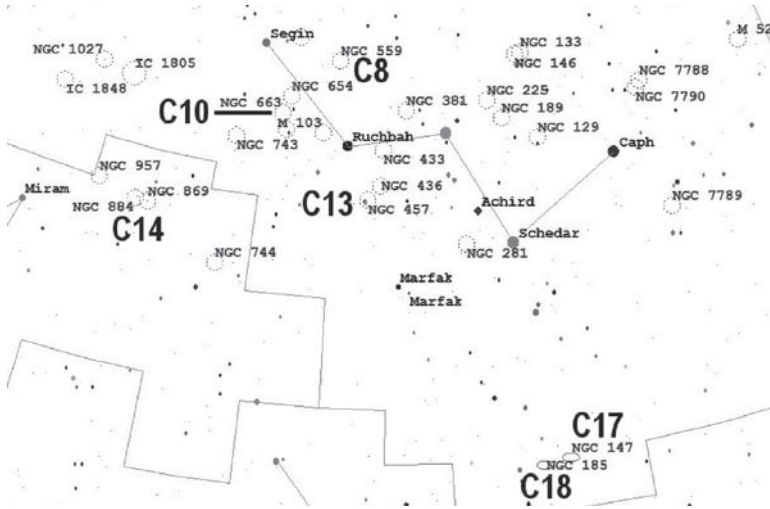 Segin
M 52
NGC 1027
IC 1805
NGC 559
NGC 133
NGC 146
C8
IC 1848
NGC 7788
NGC 7790
NGC 654
NGC 225
C10
NGC 663
NGC 381
NGC 189
M 103
NGC 129
NGC 743
Ruchbah
Caph
NGC 433
NGC 957
NGC 436
Miram
NGC 869
C13
NGC 884
NGC 457
Achird
NGC 7789
C14
Schedar
NGC 744
NGC 281
Marfak
Marfak
C17
NGC 147
NGC 185
C18